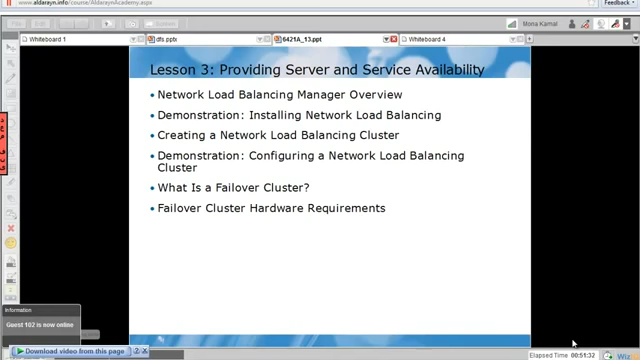 www.aldarayn.info/course/AldaraynAcademy.aspx
Feedback
Mona Kamal
Whiteboard 1
dfs.pptx
6421A_13.ppt
Whiteboard 4
Lesson 3: Providing Server and Service Availability
• Network Load Balancing Manager Overview
• Demonstration: Installing Network Load Balancing
• Creating a Network Load Balancing Cluster
• Demonstration: Configuring a Network Load Balancing
Cluster
• What Is a Failover Cluster?
• Failover Cluster Hardware Requirements
Information
Guest 102 is now online
Download video from this page
?
X
Elapsed Time: 00:51:32
Wiz